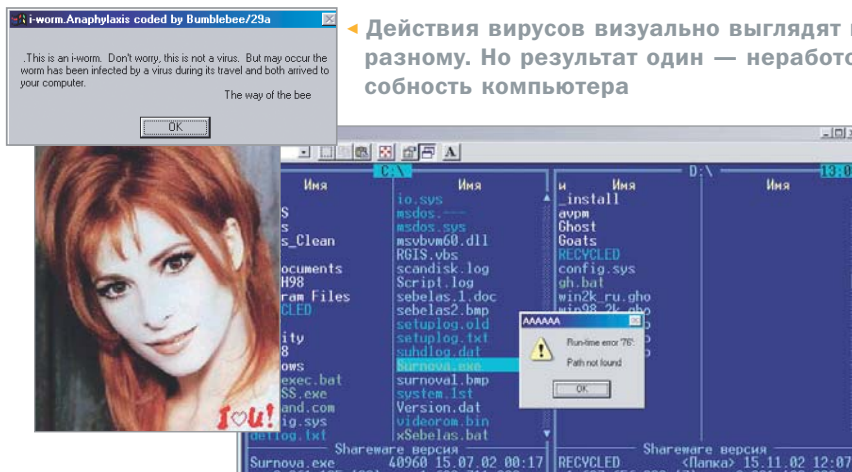 i-worm.Anaphylaxis coded by Bumblebee/29a
.This is an i-worm. Don't worry, this is not a virus. But may occur the
worm has been infected by a virus during its travel and both arrived to
your computer.
The way of the bee
OK
Действия вирусов визуально выглядят
разному. Но результат один — неработо
собность компьютера
I♡u!
A
C:\
D:\
13:0
Имя
Имя
и Имя
Имя
S
s
s_Clean
ocuments
H98
ram Files
CLED
ity
8
ows
exec.bat
SS.exe
and.com
ig.sys
detlog.txt
io.sys
msdos.---
msdos.sys
msvbvm60.dll
RGIS.vbs
scandisk.log
Script.log
sebelas.1.doc
sebelas2.bmp
setuplog.old
setuplog.txt
suhdlog.dat
Surnova.exe
surnova1.bmp
system.1st
Version.dat
videorom.bin
xSebelas.bat
_install
avpm
Ghost
Goats
RECYCLED
config.sys
gh.bat
win2k_ru.gho
win98_2k.gho
AAAAAA
Run-time error '76':
Path not found
OK
Shareware версия
Shareware версия
Surnova.exe 40960 15.07.02 00:17
RECYCLED <Папка> 15.11.02 12:07